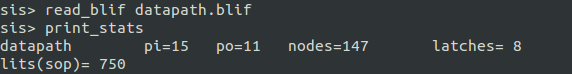 sis> read_blif datapath.blif
sis> print_stats
datapath        pi=15   po=11   nodes=147       latches= 8
lits(sop)= 750